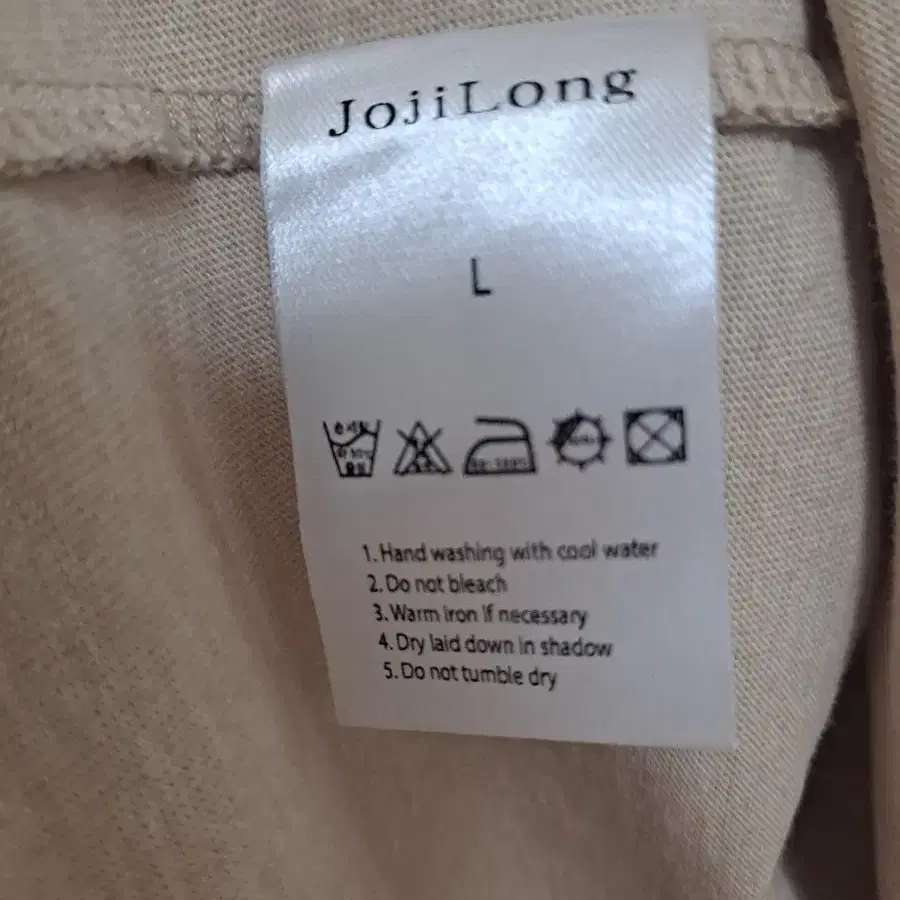 JojiLong
L
1. Hand washing with cool water
2. Do not bleach
3. Warm iron if necessary
4. Dry laid down in shadow
5. Do not tumble dry